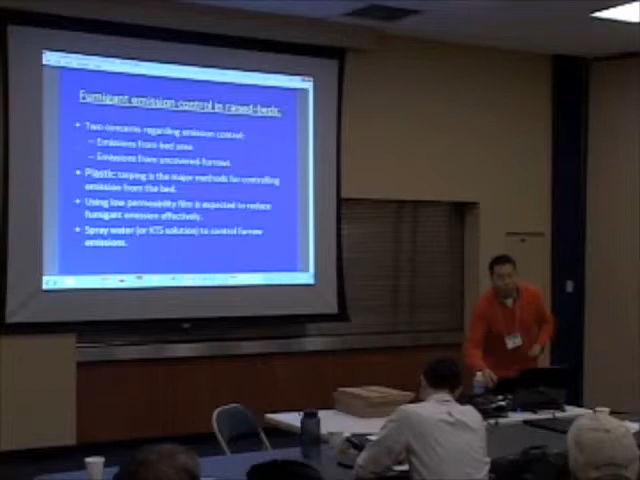 Fumigant emission control in raised-beds.
• Two concerns regarding emission control:
– Emissions from bed area
– Emissions from uncovered furrows
• Plastic tarping is the major methods for controlling
emission from the bed.
• Using low permeability film is expected to reduce
fumigant emission effectively.
• Spray water (or KTS solution) to control furrow
emissions.